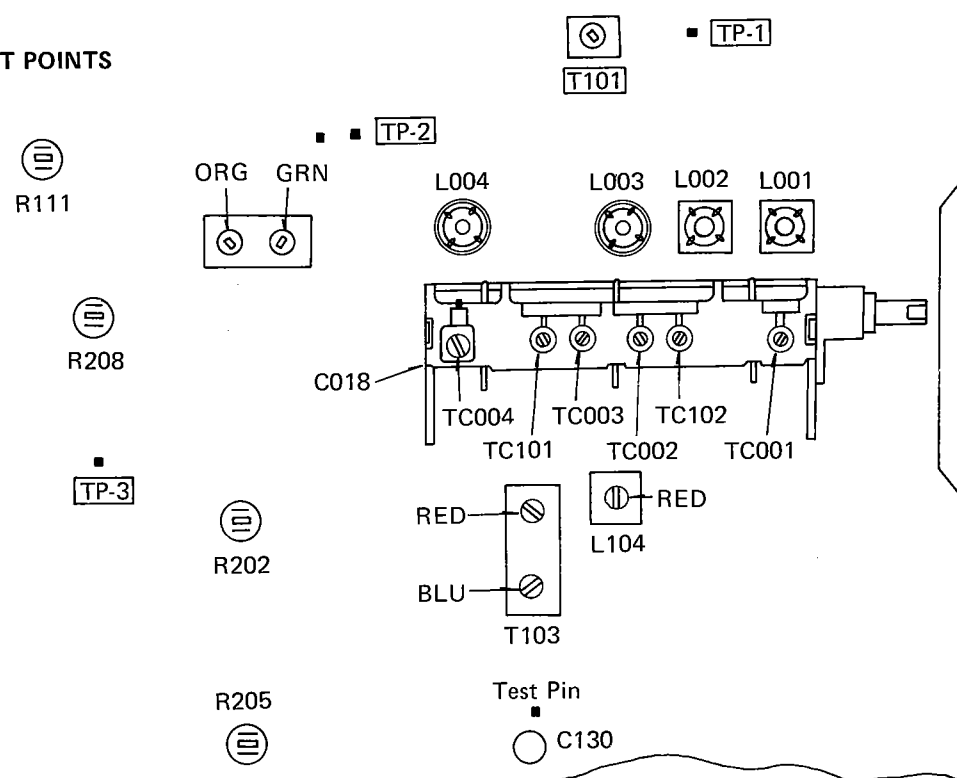 TP-1
T POINTS
T101
TP-2
ORG GRN
R111
L004 L003 L002 L001
R208
C018
TC004 TC003 TC102
TC101 TC002 TC001
TP-3
RED
RED
L104
R202
BLU
T103
R205
Test Pin
C130